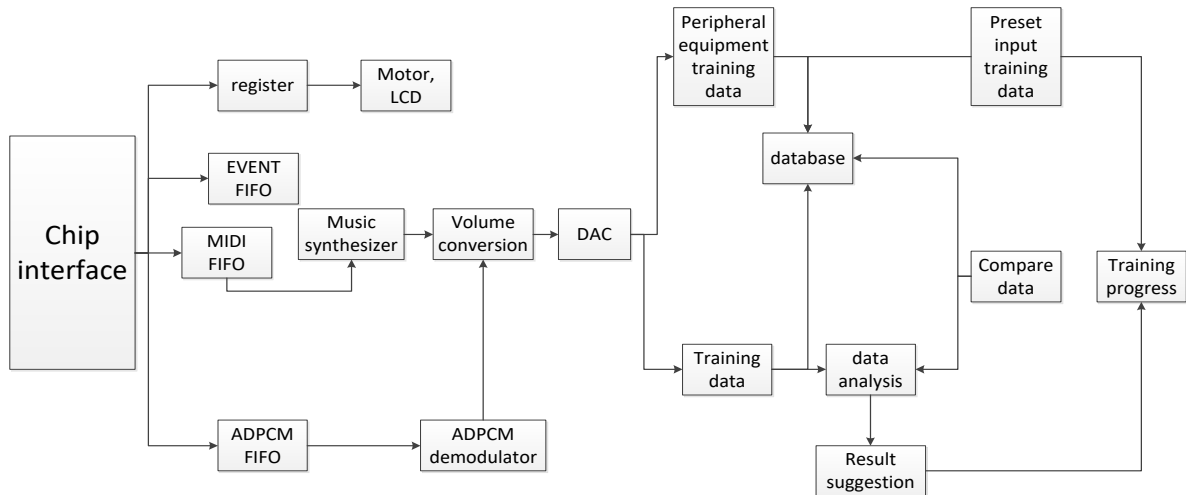 Chip
interface
register
Motor,
LCD
EVENT
FIFO
MIDI
FIFO
Music
synthesizer
Volume
conversion
DAC
ADPCM
FIFO
ADPCM
demodulator
Peripheral
equipment
training
data
Preset
input
training
data
database
Compare
data
Training
progress
Training
data
data
analysis
Result
suggestion